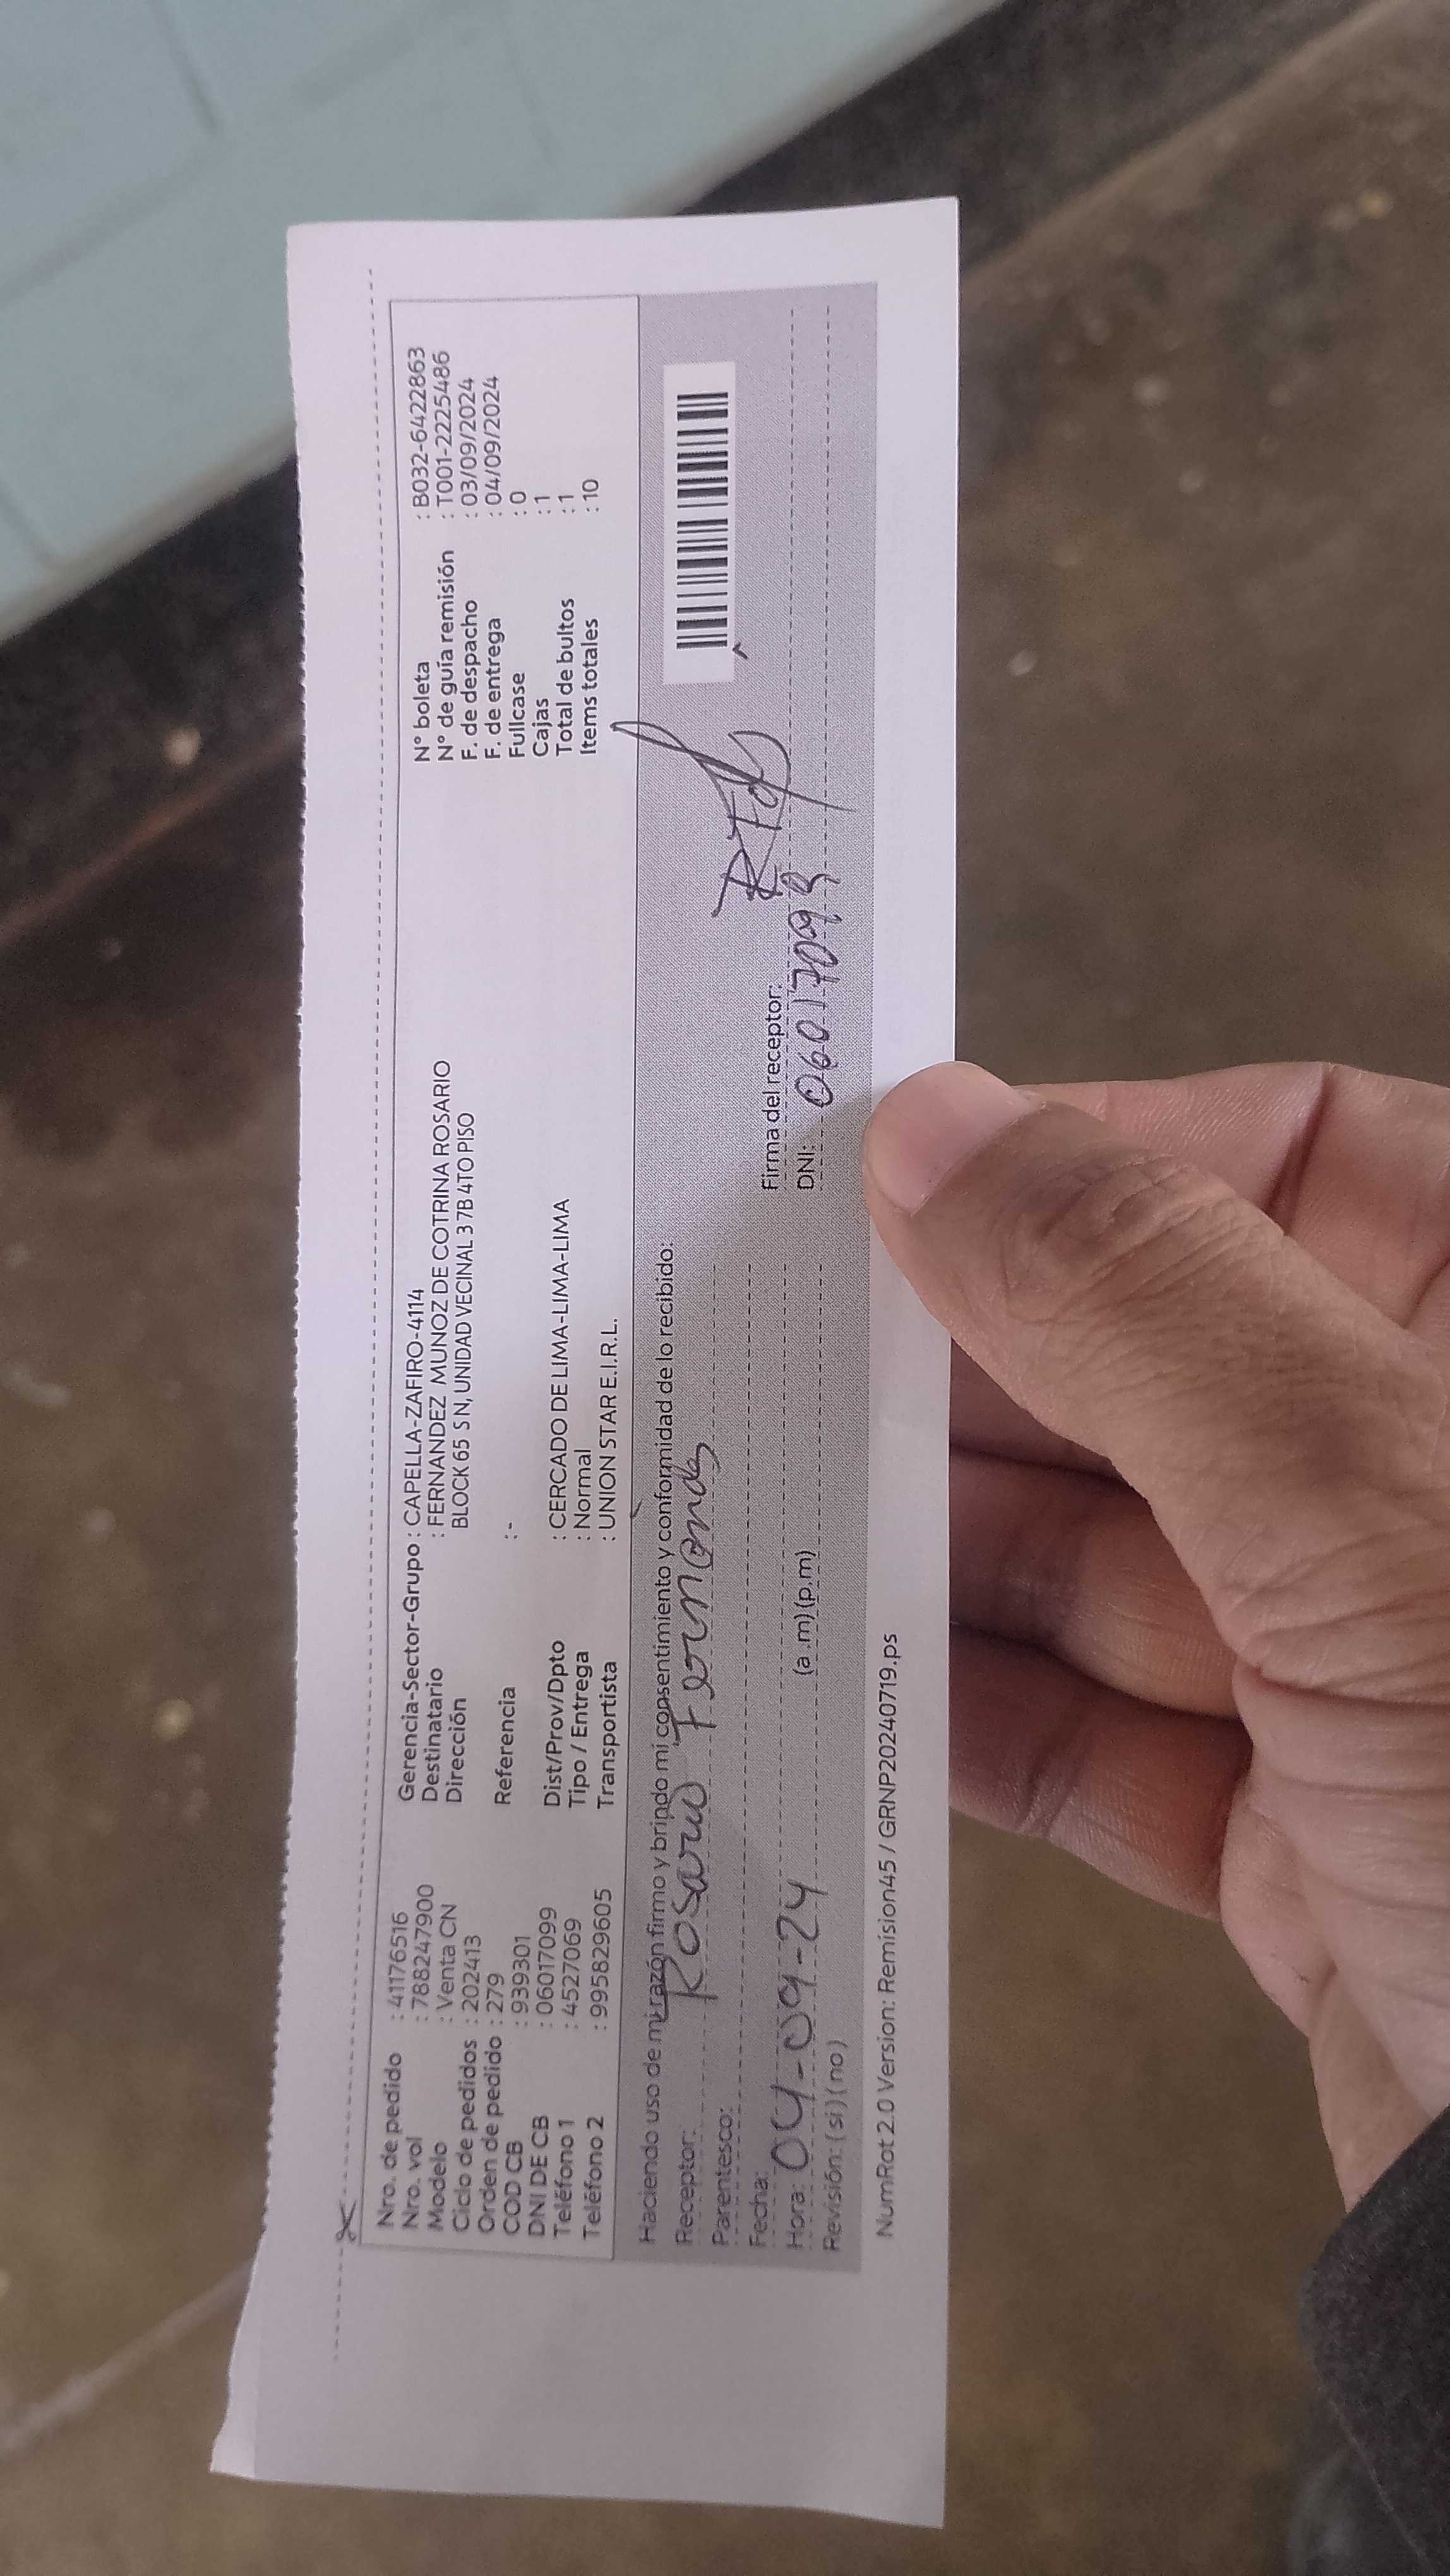 Nro. de pedido : 41176516
Nro. vol : 788247900
Modelo : Venta CN
Ciclo de pedidos : 202413
Orden de pedido : 279
COD CB : 939301
DNI DE CB : 06017099
Teléfono 1 : 4527069
Teléfono 2 : 995829605
Gerencia-Sector-Grupo : CAPELLA-ZAFIRO-4114
Destinatario : FERNANDEZ MUNOZ DE COTRINA ROSARIO
Dirección BLOCK 65 S N, UNIDAD VECINAL 3 7B 4TO PISO
Referencia : -
Dist/Prov/Dpto : CERCADO DE LIMA-LIMA-LIMA
Tipo / Entrega : Normal
Transportista : UNION STAR E.I.R.L.
N° boleta : B032-6422863
N° de guía remisión : T001-2225486
F. de despacho : 03/09/2024
F. de entrega : 04/09/2024
Fullcase : 0
Cajas : 1
Total de bultos : 1
Items totales : 10
Haciendo uso de mi razón firmo y brindo mi consentimiento y conformidad de lo recibido:
Receptor: Rosario Fernandez
Parentesco:
Fecha: 04-09-24
Hora: (a.m) (p.m)
Revisión: (si) (no)
Firma del receptor:
DNI: 06017099
NumRot 2.0 Version: Remision45 / GRNP20240719.ps